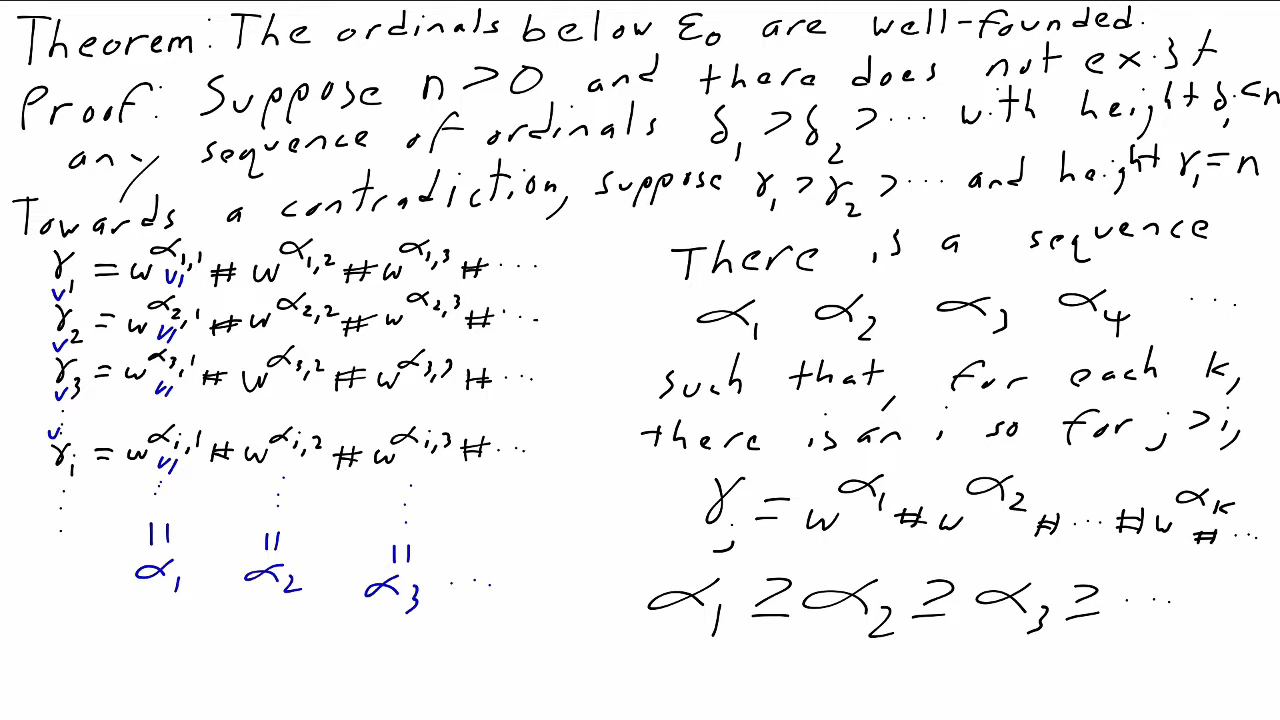 Theorem: The ordinals below ε₀ are well-founded.
Proof: Suppose n > 0 and there does not exist
any sequence of ordinals δ₁ > δ₂ > ... with height δ₁ < n
Towards a contradiction, suppose γ₁ > γ₂ > ... and height γ₁ = n
γ₁ = w^α₁,₁ # w^α₁,₂ # w^α₁,₃ # ...
∨ ∨|
γ₂ = w^α₂,₁ # w^α₂,₂ # w^α₂,₃ # ...
∨ ∨|
γ₃ = w^α₃,₁ # w^α₃,₂ # w^α₃,₃ # ...
∨ ∨|
⋮
∨
γᵢ = w^αᵢ,₁ # w^αᵢ,₂ # w^αᵢ,₃ # ...
∨|
⋮ ⋮ ⋮ ⋮
|| || ||
α₁ α₂ α₃ ...
There is a sequence
α₁ α₂ α₃ α₄ ...
such that, for each k,
there is an i so for j > i,
γⱼ = w^α₁ # w^α₂ # ... # w^αₖ # ...
α₁ ≥ α₂ ≥ α₃ ≥ ...